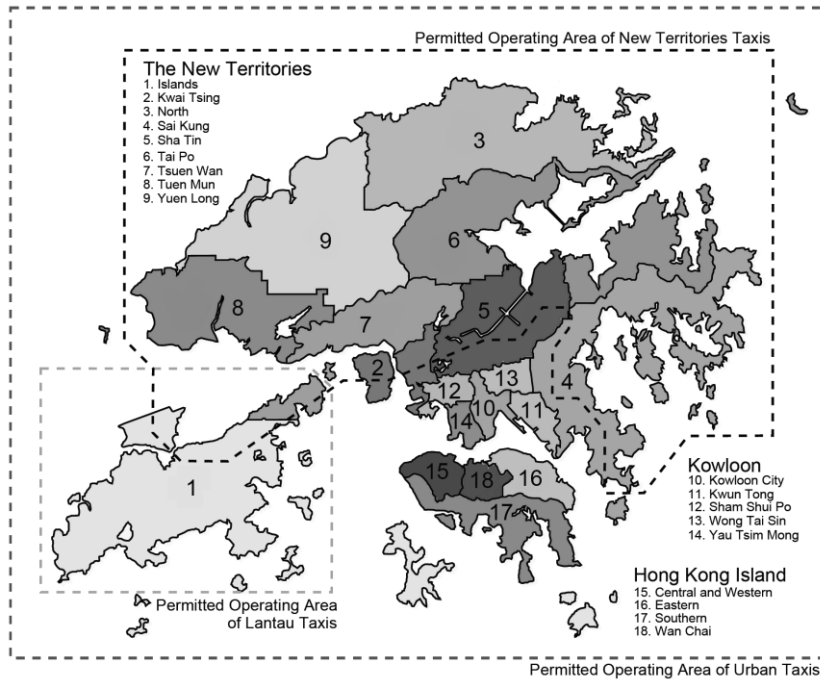 Permitted Operating Area of New Territories Taxis
The New Territories
1. Islands
2. Kwai Tsing
3. North
4. Sai Kung
5. Sha Tin
6. Tai Po
7. Tsuen Wan
8. Tuen Mun
9. Yuen Long
3
9
6
5
8
7
2
13
4
12
10
11
14
1
15
18
16
17
Kowloon
10. Kowloon City
11. Kwun Tong
12. Sham Shui Po
13. Wong Tai Sin
14. Yau Tsim Mong
Hong Kong Island
15. Central and Western
16. Eastern
17. Southern
18. Wan Chai
Permitted Operating Area
of Lantau Taxis
Permitted Operating Area of Urban Taxis